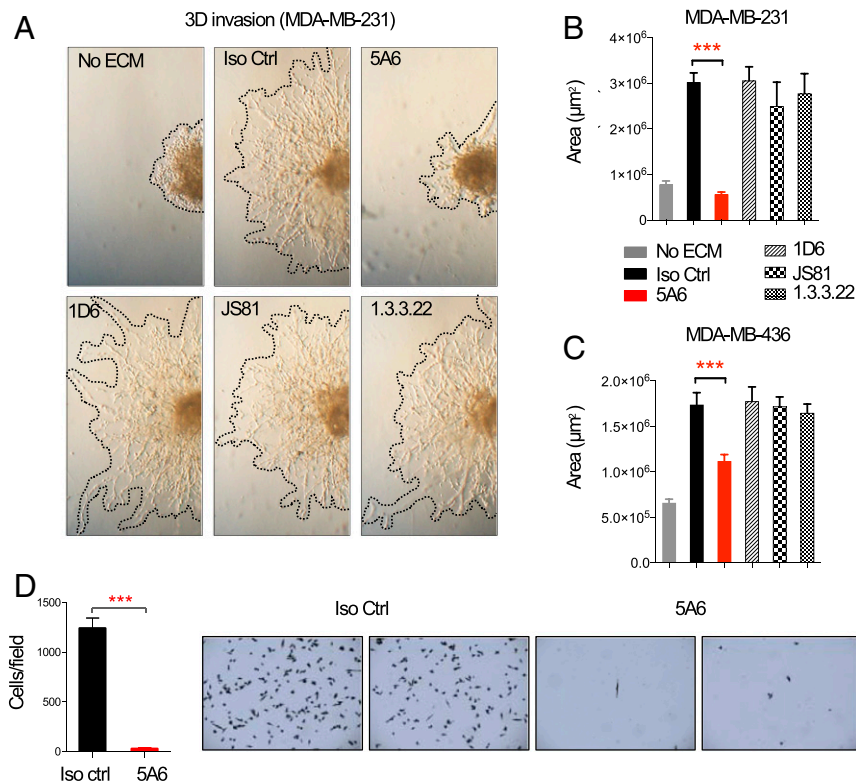 A
3D invasion (MDA-MB-231)
No ECM
Iso Ctrl
5A6
1D6
JS81
1.3.3.22
B
MDA-MB-231
***
4×10⁶
3×10⁶
2×10⁶
1×10⁶
0
Area (µm²)
No ECM
Iso Ctrl
5A6
1D6
JS81
1.3.3.22
C
MDA-MB-436
***
2.0×10⁶
1.5×10⁶
1.0×10⁶
5.0×10⁵
0.0
Area (µm²)
D
***
1500
1000
500
0
Cells/field
Iso ctrl
5A6
Iso Ctrl
5A6